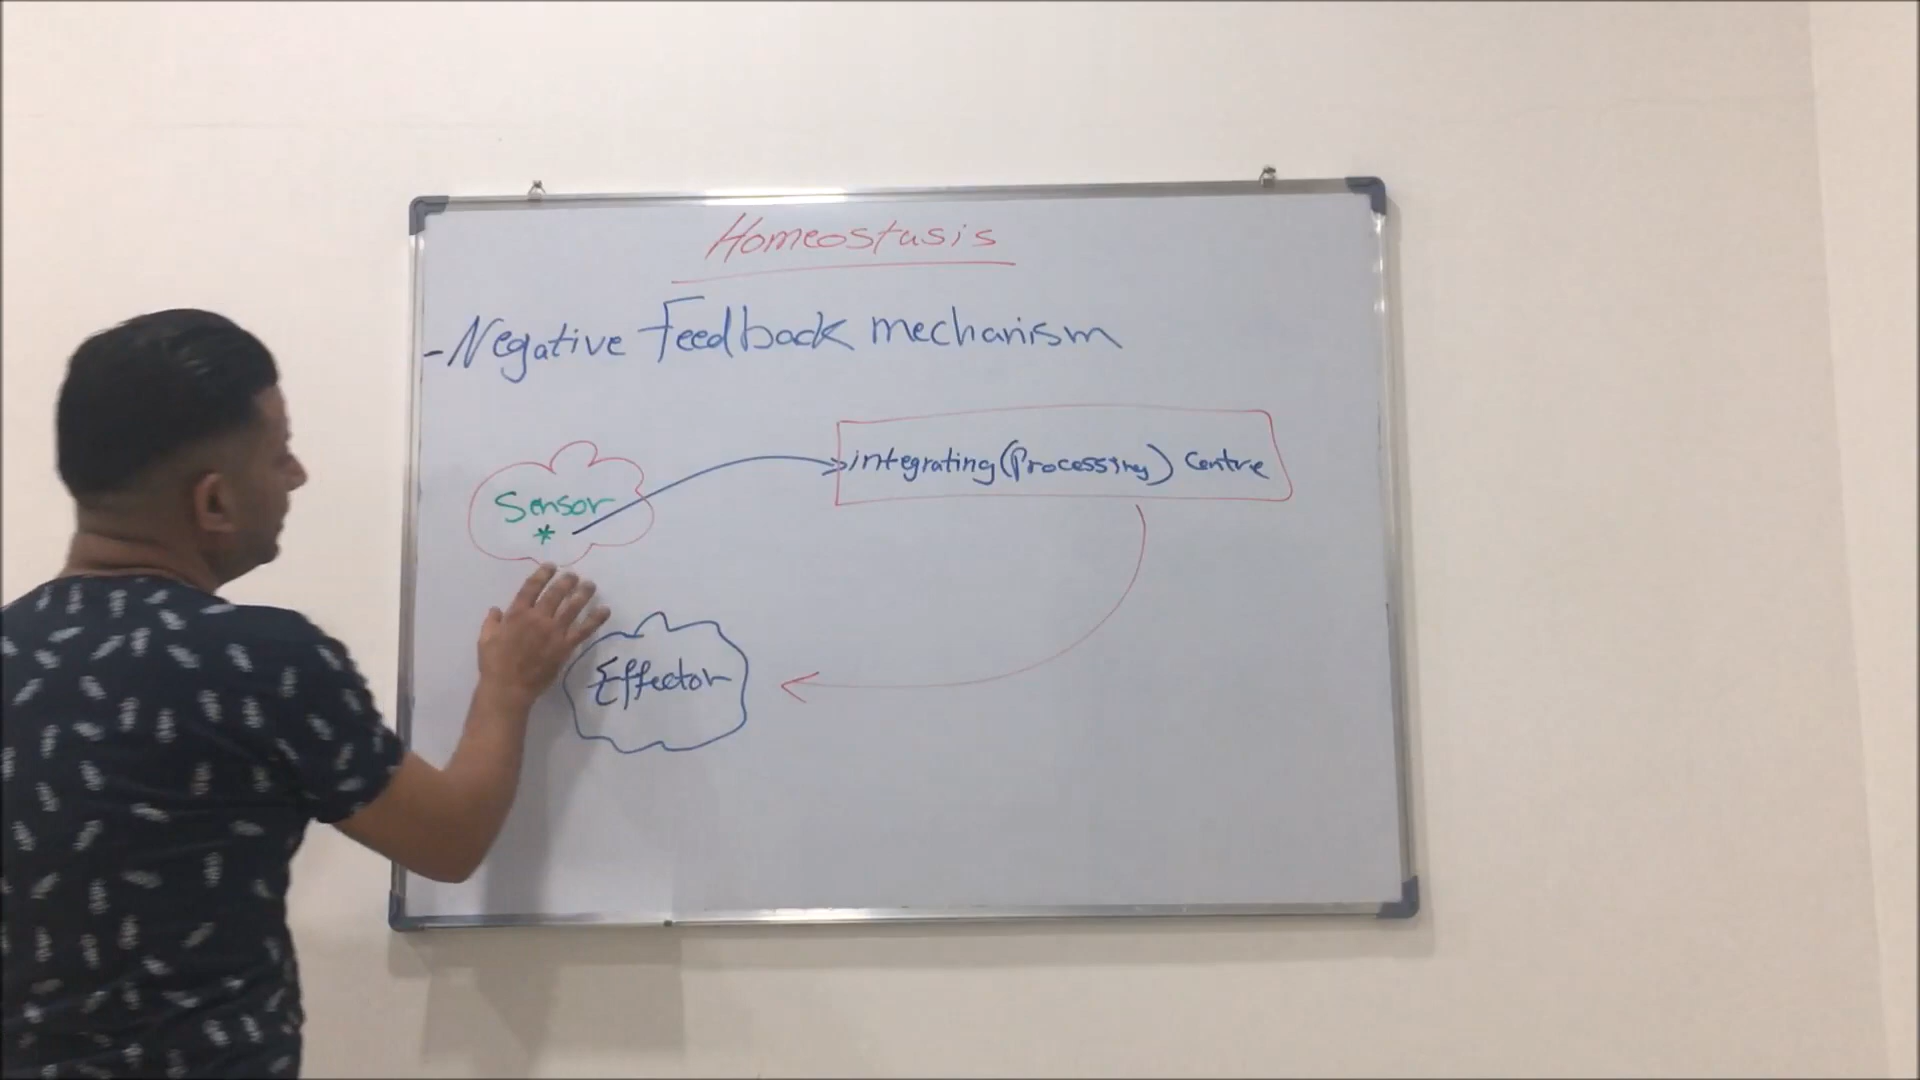 Homeostasis
- Negative Feedback mechanism
integrating (Processing) Centre
Sensor
*
Effector